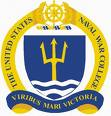 THE UNITED STATES NAVAL WAR COLLEGE
VIRIBUS MARI VICTORIA